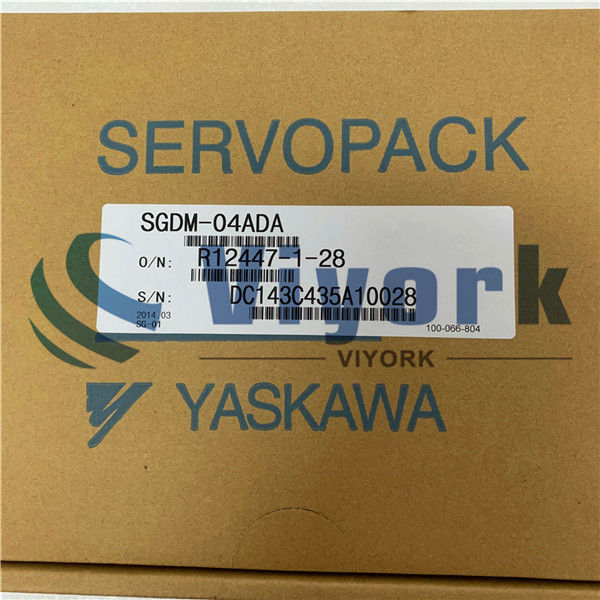 SERVOPACK
SGDM-04ADA
O/N: R12447-1-28
S/N: DC143C435A10028
2014.03
SG-01
100-066-804
Viyork
VIYORK
YASKAWA